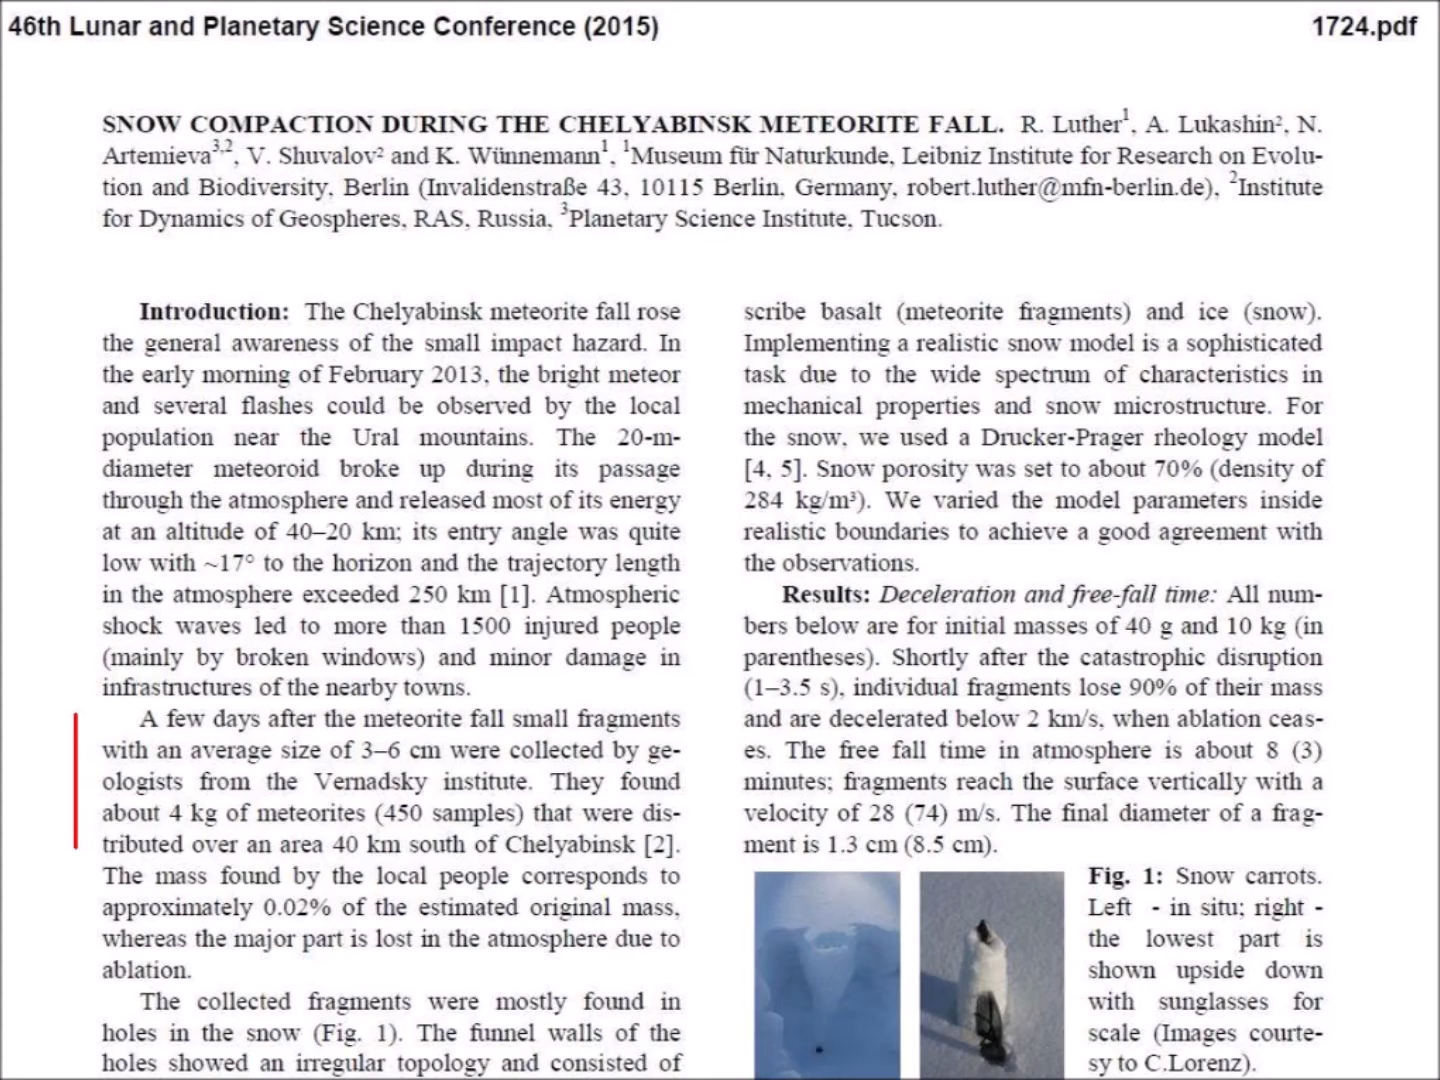 46th Lunar and Planetary Science Conference (2015)
1724.pdf
SNOW COMPACTION DURING THE CHELYABINSK METEORITE FALL. R. Luther¹, A. Lukashin², N.
Artemieva³,², V. Shuvalov² and K. Wünnemann¹, ¹Museum für Naturkunde, Leibniz Institute for Research on Evolu-
tion and Biodiversity, Berlin (Invalidenstraße 43, 10115 Berlin, Germany, robert.luther@mfn-berlin.de), ²Institute
for Dynamics of Geospheres, RAS, Russia, ³Planetary Science Institute, Tucson.
Introduction: The Chelyabinsk meteorite fall rose
the general awareness of the small impact hazard. In
the early morning of February 2013, the bright meteor
and several flashes could be observed by the local
population near the Ural mountains. The 20-m-
diameter meteoroid broke up during its passage
through the atmosphere and released most of its energy
at an altitude of 40–20 km; its entry angle was quite
low with ~17° to the horizon and the trajectory length
in the atmosphere exceeded 250 km [1]. Atmospheric
shock waves led to more than 1500 injured people
(mainly by broken windows) and minor damage in
infrastructures of the nearby towns.
A few days after the meteorite fall small fragments
with an average size of 3–6 cm were collected by ge-
ologists from the Vernadsky institute. They found
about 4 kg of meteorites (450 samples) that were dis-
tributed over an area 40 km south of Chelyabinsk [2].
The mass found by the local people corresponds to
approximately 0.02% of the estimated original mass,
whereas the major part is lost in the atmosphere due to
ablation.
The collected fragments were mostly found in
holes in the snow (Fig. 1). The funnel walls of the
holes showed an irregular topology and consisted of
scribe basalt (meteorite fragments) and ice (snow).
Implementing a realistic snow model is a sophisticated
task due to the wide spectrum of characteristics in
mechanical properties and snow microstructure. For
the snow, we used a Drucker-Prager rheology model
[4, 5]. Snow porosity was set to about 70% (density of
284 kg/m³). We varied the model parameters inside
realistic boundaries to achieve a good agreement with
the observations.
Results: Deceleration and free-fall time: All num-
bers below are for initial masses of 40 g and 10 kg (in
parentheses). Shortly after the catastrophic disruption
(1–3.5 s), individual fragments lose 90% of their mass
and are decelerated below 2 km/s, when ablation ceas-
es. The free fall time in atmosphere is about 8 (3)
minutes; fragments reach the surface vertically with a
velocity of 28 (74) m/s. The final diameter of a frag-
ment is 1.3 cm (8.5 cm).
Fig. 1: Snow carrots.
Left - in situ; right -
the lowest part is
shown upside down
with sunglasses for
scale (Images courte-
sy to C.Lorenz).